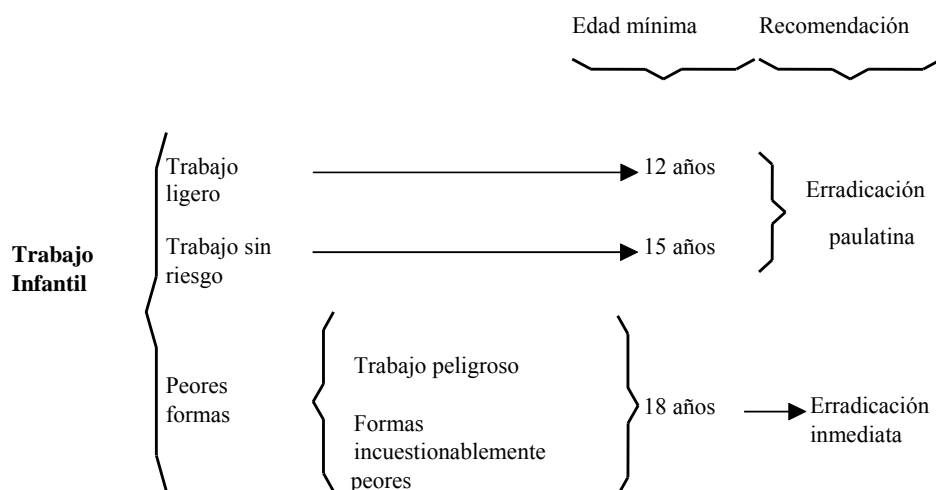 Edad mínima Recomendación
Trabajo
ligero
12 años
Erradicación
paulatina
Trabajo sin
riesgo
15 años
Trabajo
Infantil
Peores
formas
Trabajo peligroso
Formas
incuestionablemente
peores
18 años
Erradicación
inmediata